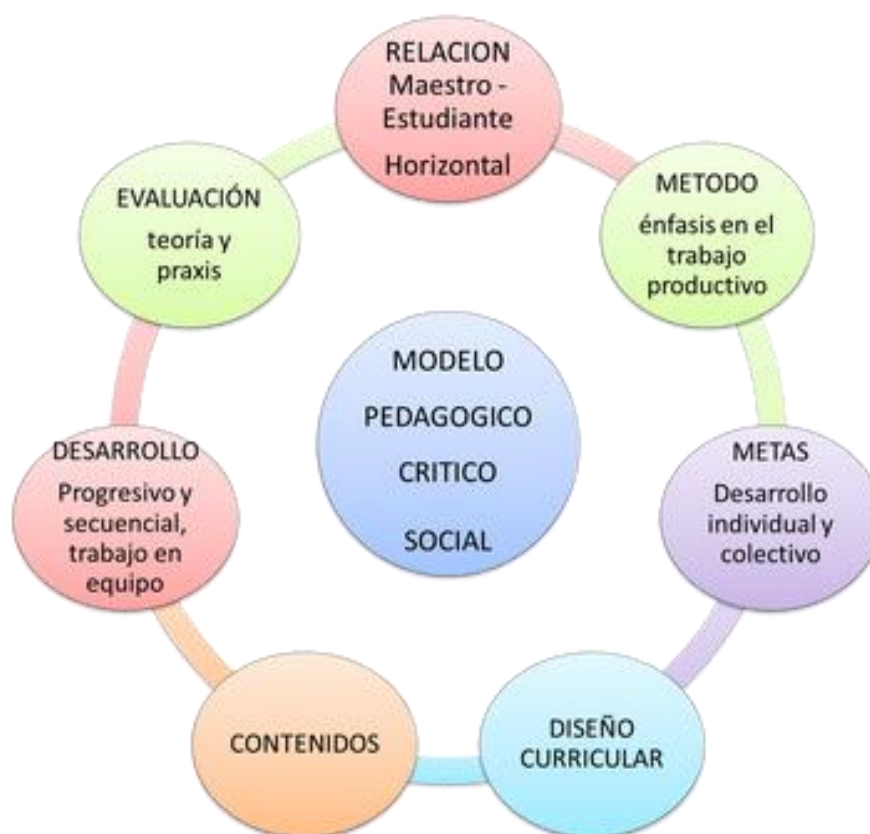 RELACION
Maestro -
Estudiante
Horizontal
METODO
énfasis en el
trabajo
productivo
METAS
Desarrollo
individual y
colectivo
DISEÑO
CURRICULAR
CONTENIDOS
DESARROLLO
Progresivo y
secuencial,
trabajo en
equipo
EVALUACIÓN
teoría y
praxis
MODELO
PEDAGOGICO
CRITICO
SOCIAL